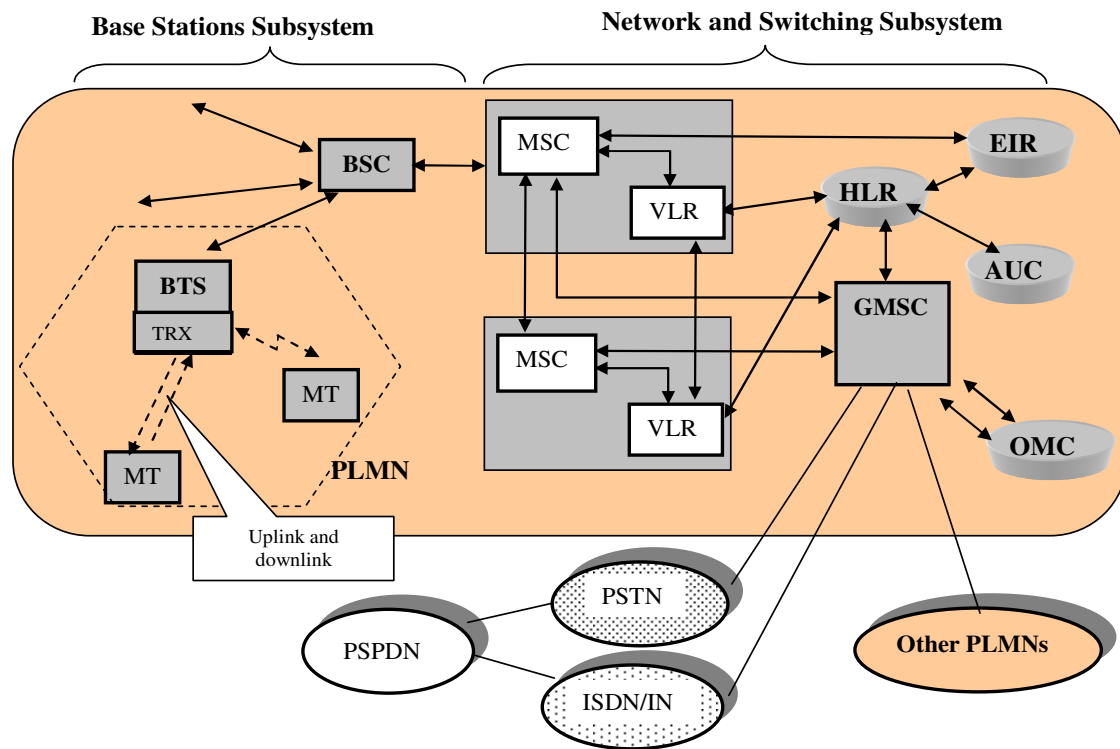 Base Stations Subsystem
Network and Switching Subsystem
MSC
EIR
BSC
VLR
HLR
AUC
BTS
TRX
GMSC
MSC
MT
VLR
OMC
MT
PLMN
Uplink and
downlink
PSTN
PSPDN
Other PLMNs
ISDN/IN